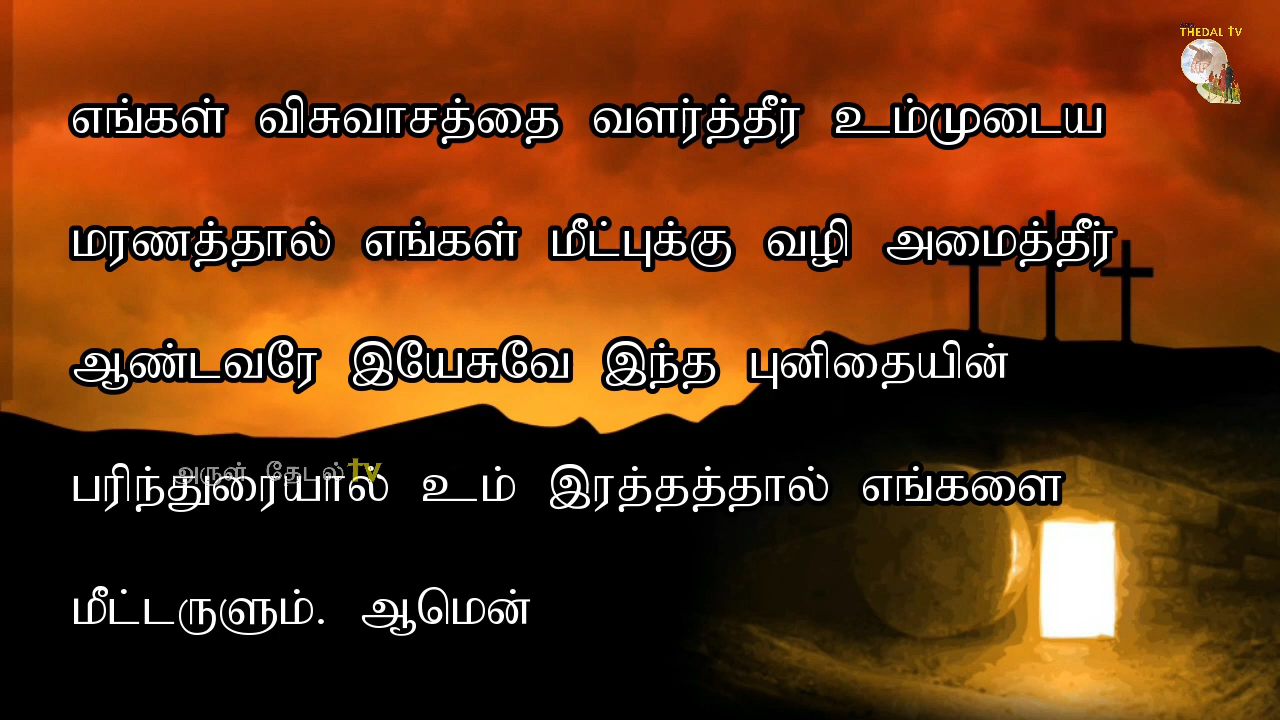 THEDAL TV
எங்கள் விசுவாசத்தை வளர்த்தீர் உம்முடைய
மரணத்தால் எங்கள் மீட்புக்கு வழி அமைத்தீர்
ஆண்டவரே இயேசுவே இந்த புனிதையின்
அருள் தேடல் tv
பரிந்துரையால் உம் இரத்தத்தால் எங்களை
மீட்டருளும். ஆமென்